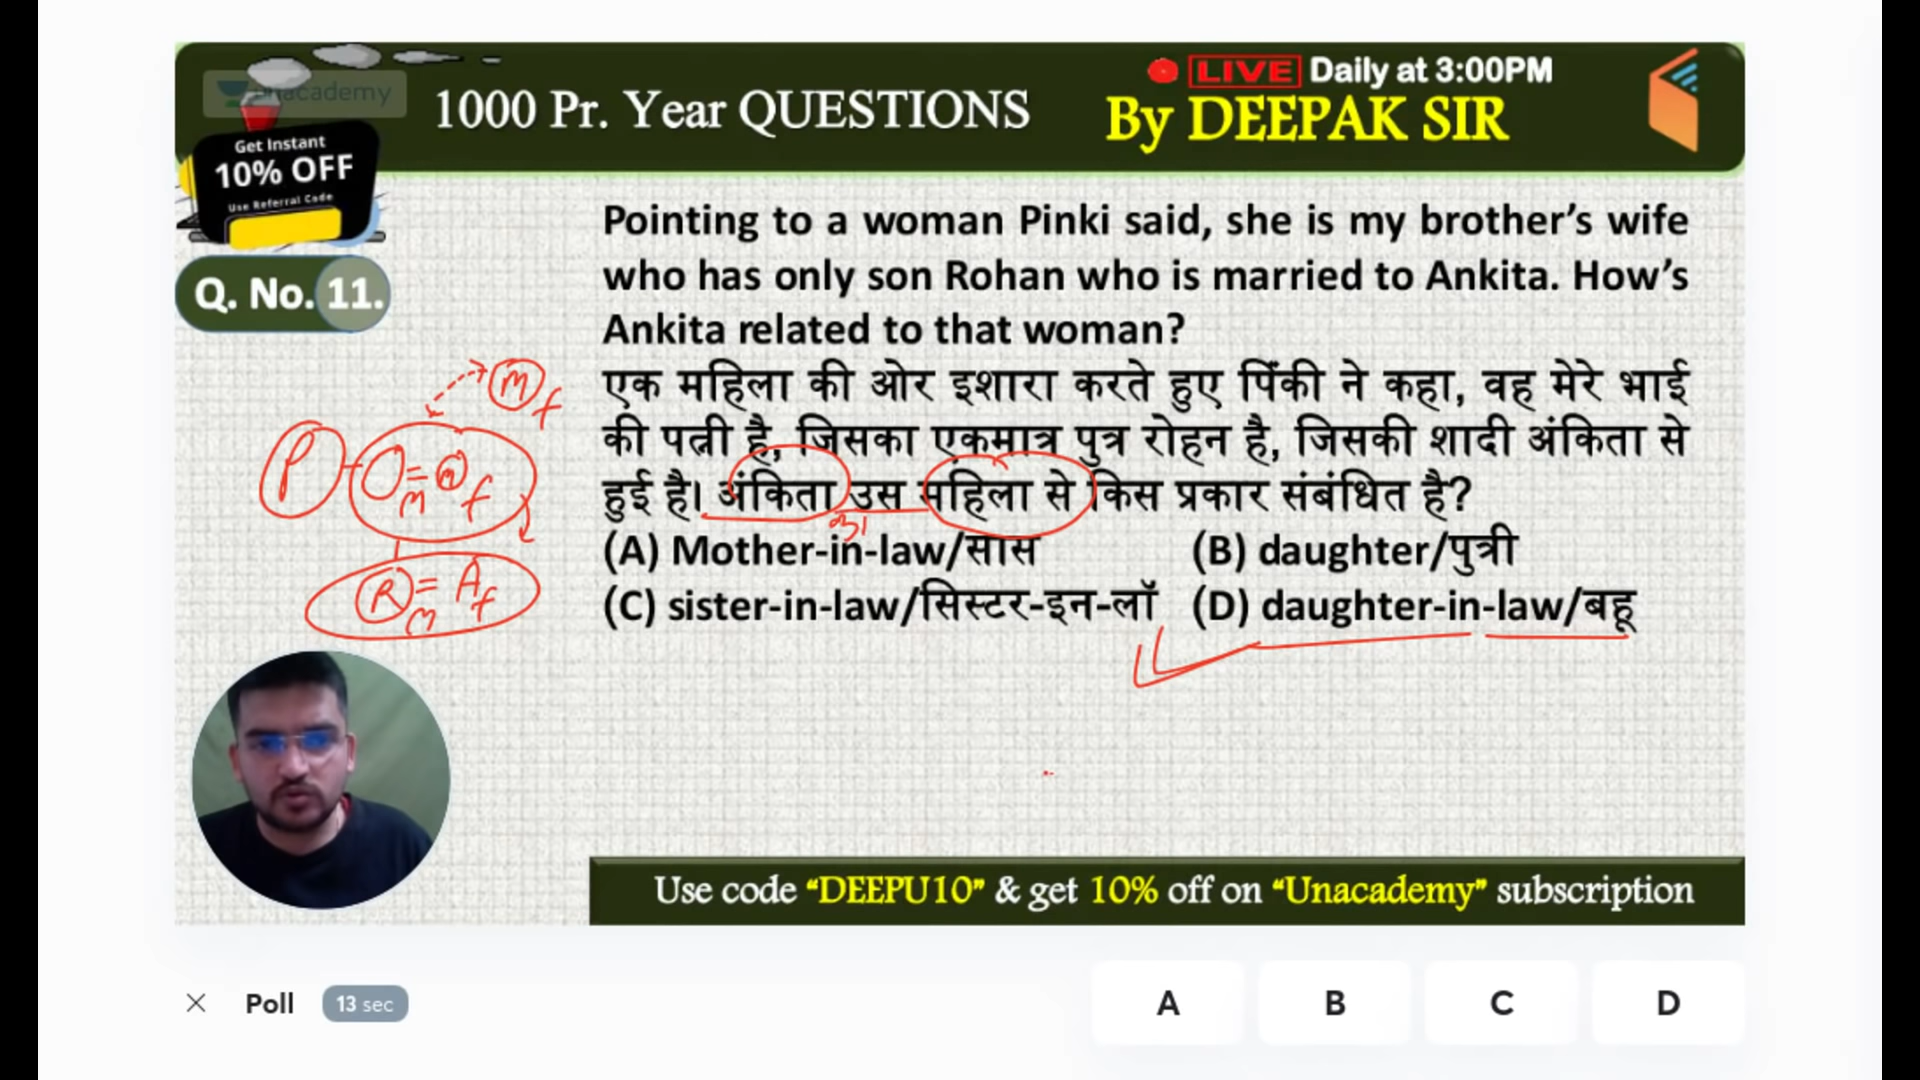 unacademy
Get Instant
10% OFF
Use Referral Code
1000 Pr. Year QUESTIONS
LIVE Daily at 3:00PM
By DEEPAK SIR
Q. No. 11.
Pointing to a woman Pinki said, she is my brother’s wife
who has only son Rohan who is married to Ankita. How’s
Ankita related to that woman?
एक महिला की ओर इशारा करते हुए पिंकी ने कहा, वह मेरे भाई
की पत्नी है, जिसका एकमात्र पुत्र रोहन है, जिसकी शादी अंकिता से
हुई है। अंकिता उस महिला से किस प्रकार संबंधित है?
(A) Mother-in-law/सास (B) daughter/पुत्री
(C) sister-in-law/सिस्टर-इन-लॉ (D) daughter-in-law/बहू
M f
P - O = M f
m
R = A f
m
Use code “DEEPU10” & get 10% off on “Unacademy” subscription
Poll 13 sec A B C D